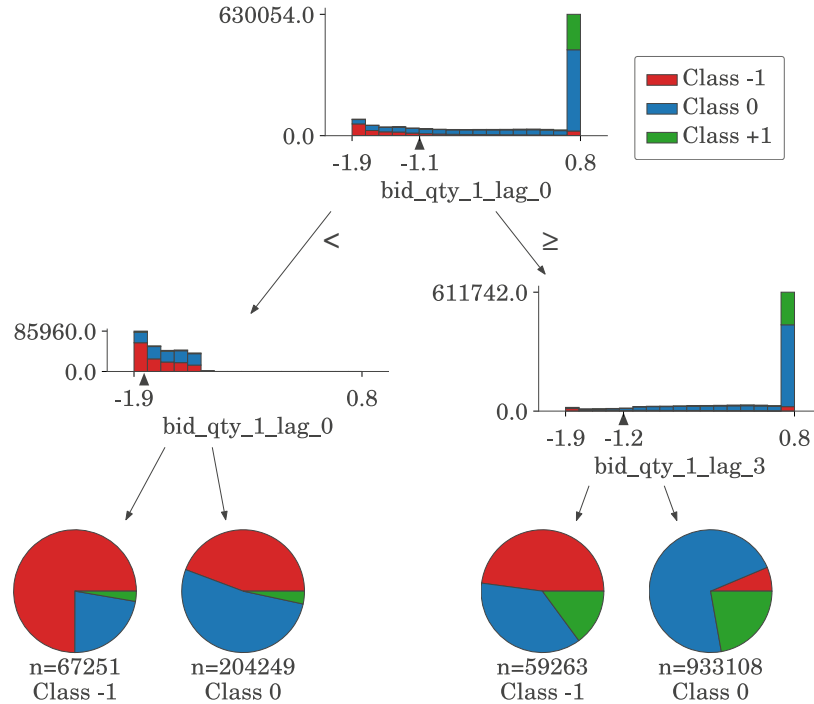 630054.0
0.0
-1.9 -1.1 0.8
bid_qty_1_lag_0
Class -1
Class 0
Class +1
< ≥
85960.0
0.0
-1.9 0.8
bid_qty_1_lag_0
611742.0
0.0
-1.9 -1.2 0.8
bid_qty_1_lag_3
n=67251
Class -1
n=204249
Class 0
n=59263
Class -1
n=933108
Class 0